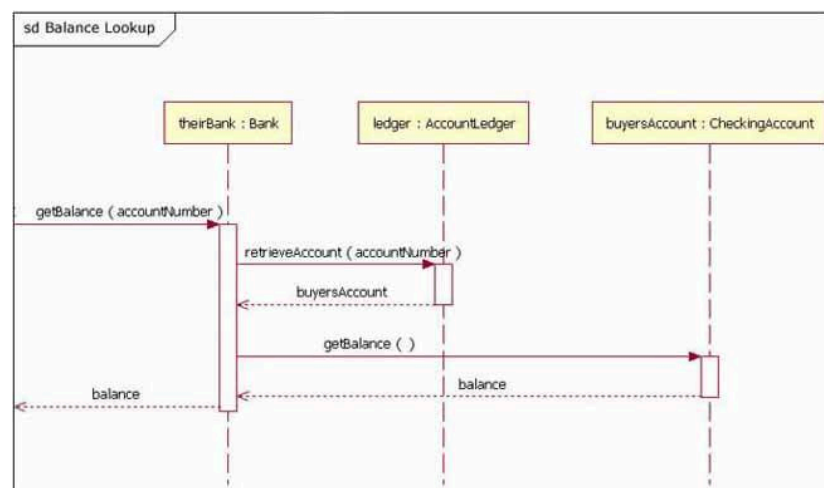 sd Balance Lookup
theirBank : Bank
ledger : AccountLedger
buyersAccount : CheckingAccount
getBalance ( accountNumber )
retrieveAccount ( accountNumber )
buyersAccount
getBalance ( )
balance
balance